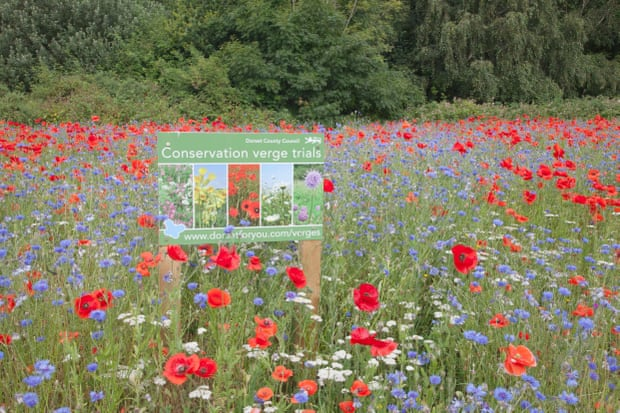 Dorset County Council
Conservation verge trials
www.dorsetforyou.com/verges